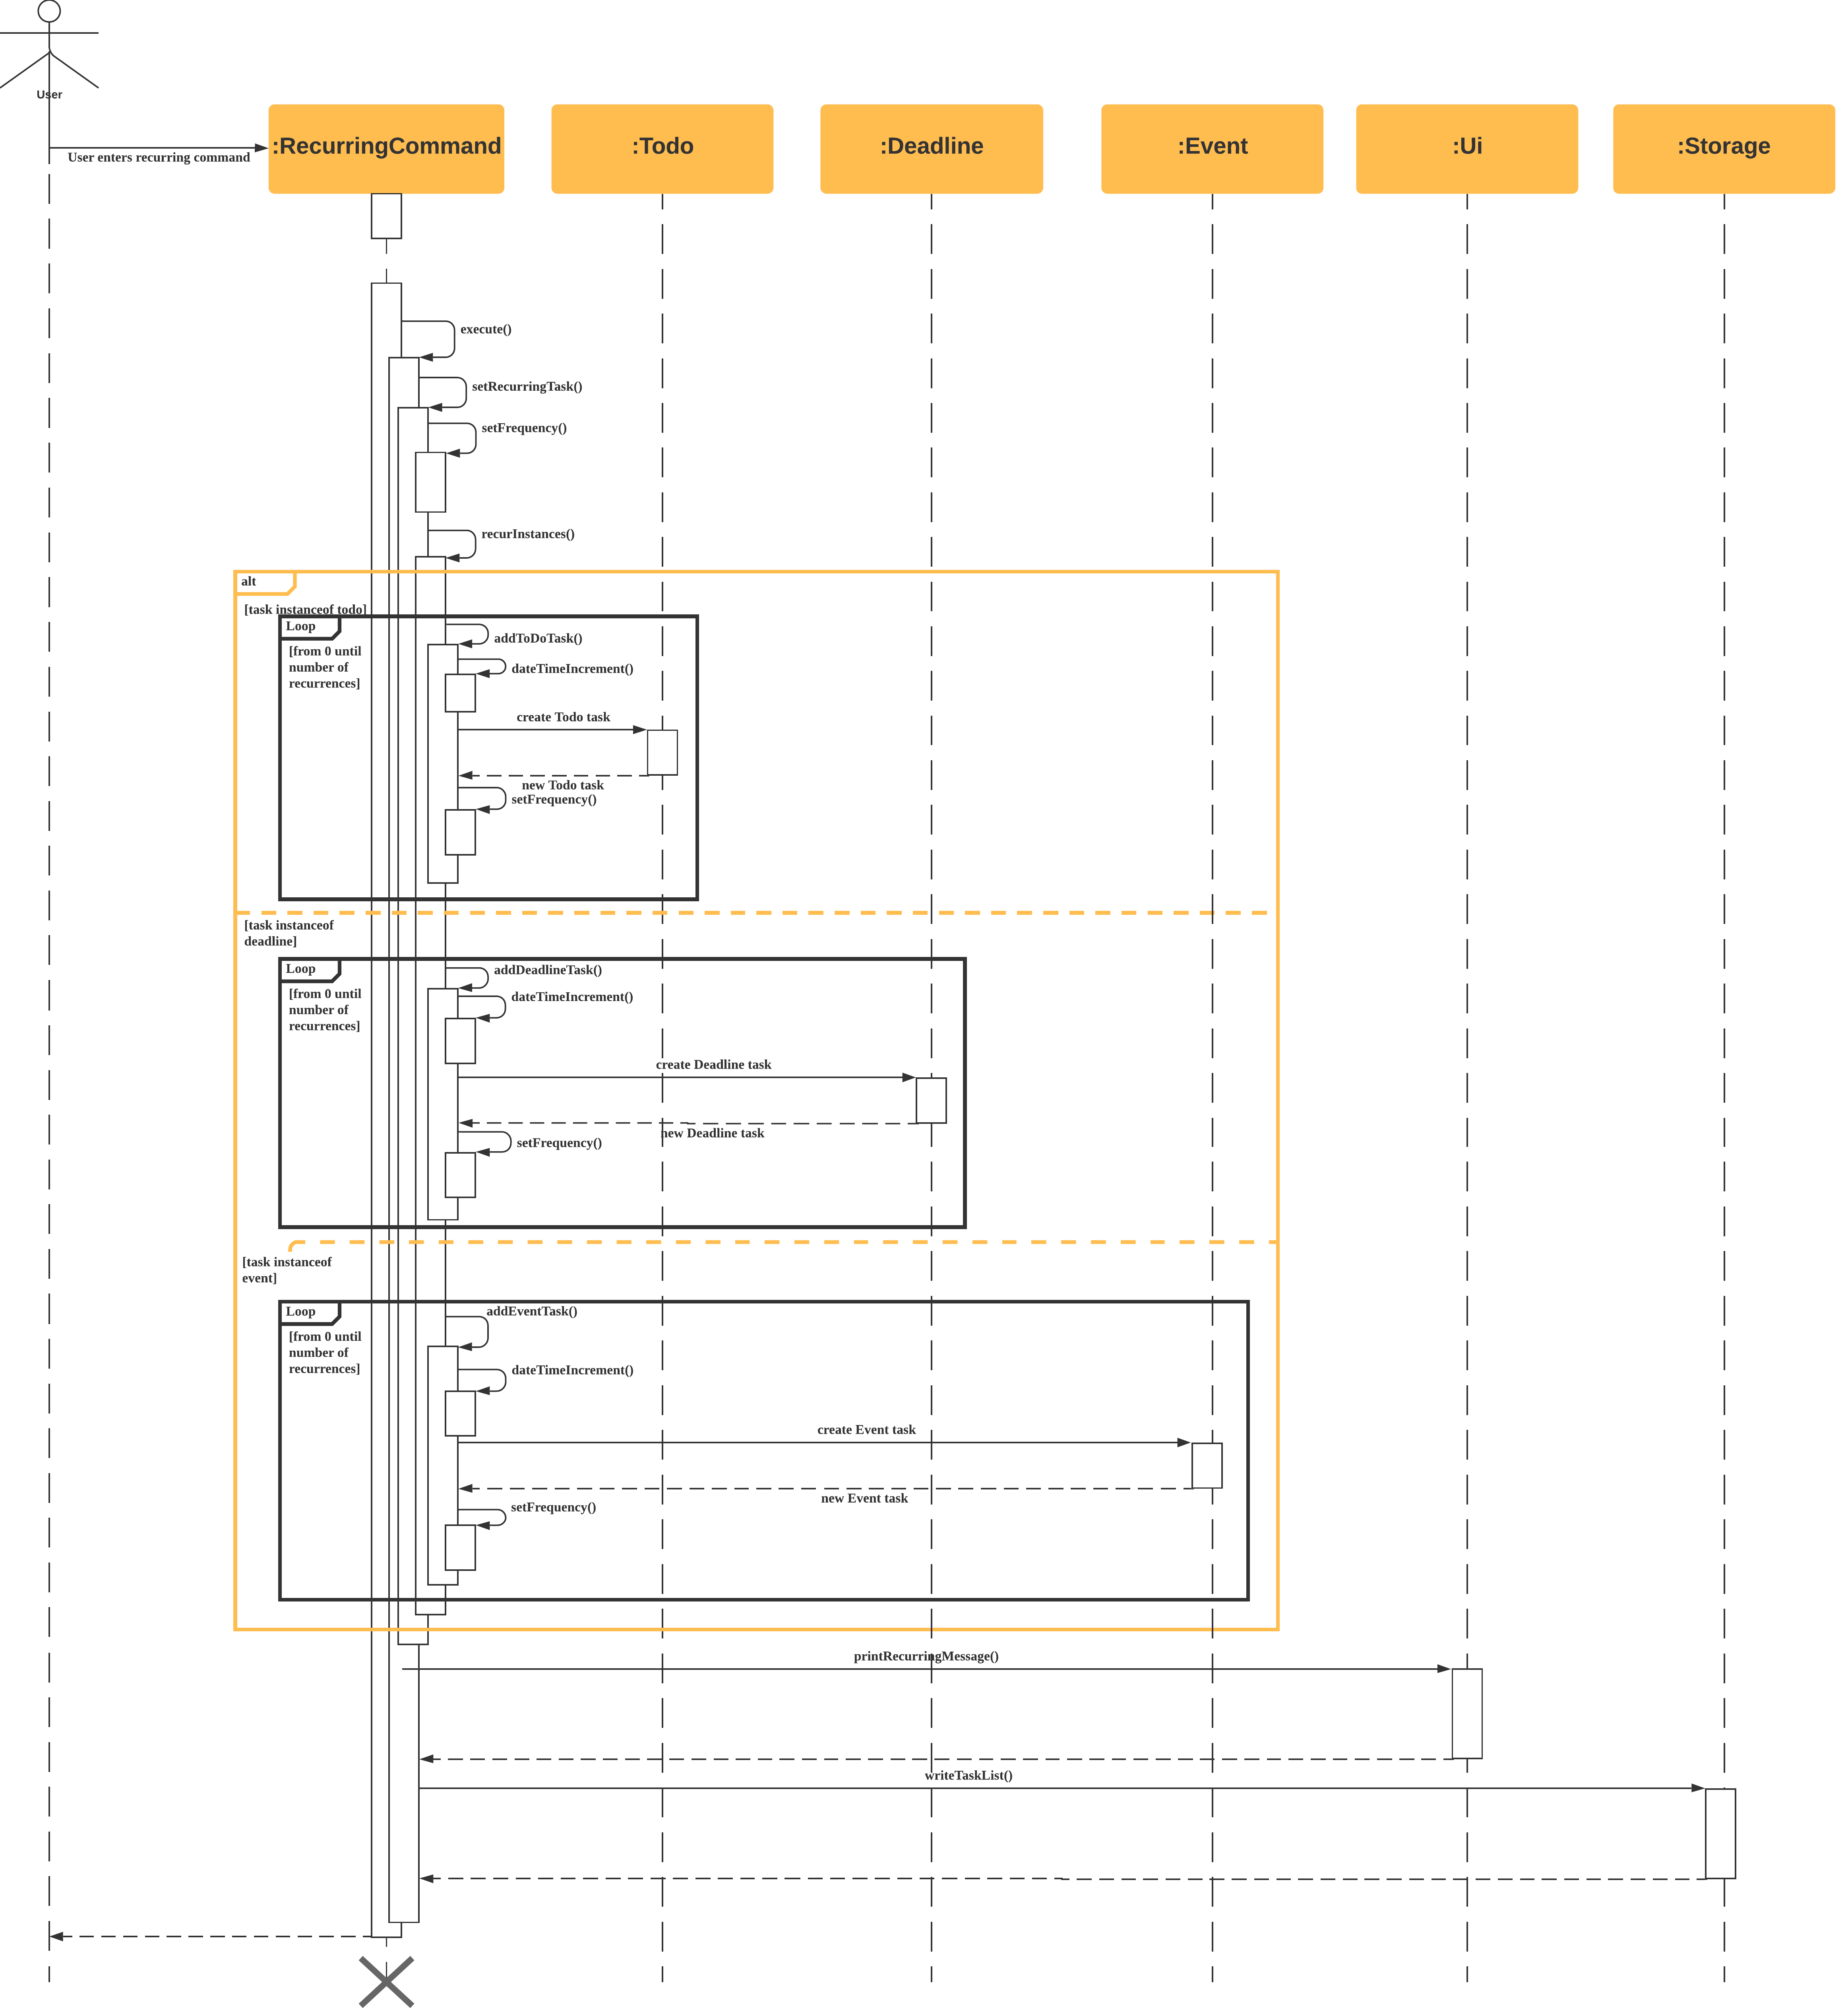 User
:RecurringCommand
:Todo
:Deadline
:Event
:Ui
:Storage
User enters recurring command
execute()
setRecurringTask()
setFrequency()
recurInstances()
alt
[task instanceof todo]
Loop
[from 0 until
number of
recurrences]
addToDoTask()
dateTimeIncrement()
create Todo task
new Todo task
setFrequency()
[task instanceof
deadline]
Loop
[from 0 until
number of
recurrences]
addDeadlineTask()
dateTimeIncrement()
create Deadline task
new Deadline task
setFrequency()
[task instanceof
event]
Loop
[from 0 until
number of
recurrences]
addEventTask()
dateTimeIncrement()
create Event task
new Event task
setFrequency()
printRecurringMessage()
writeTaskList()